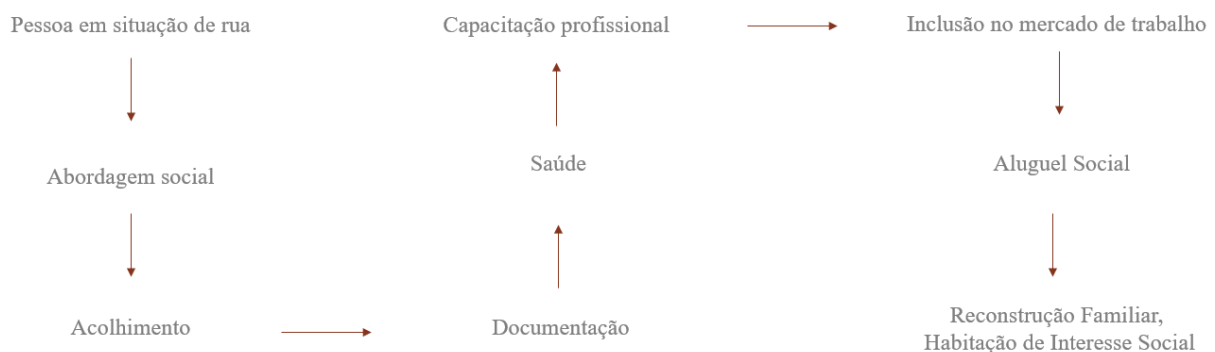 Pessoa em situação de rua
Abordagem social
Acolhimento
Documentação
Saúde
Capacitação profissional
Inclusão no mercado de trabalho
Aluguel Social
Reconstrução Familiar,
Habitação de Interesse Social